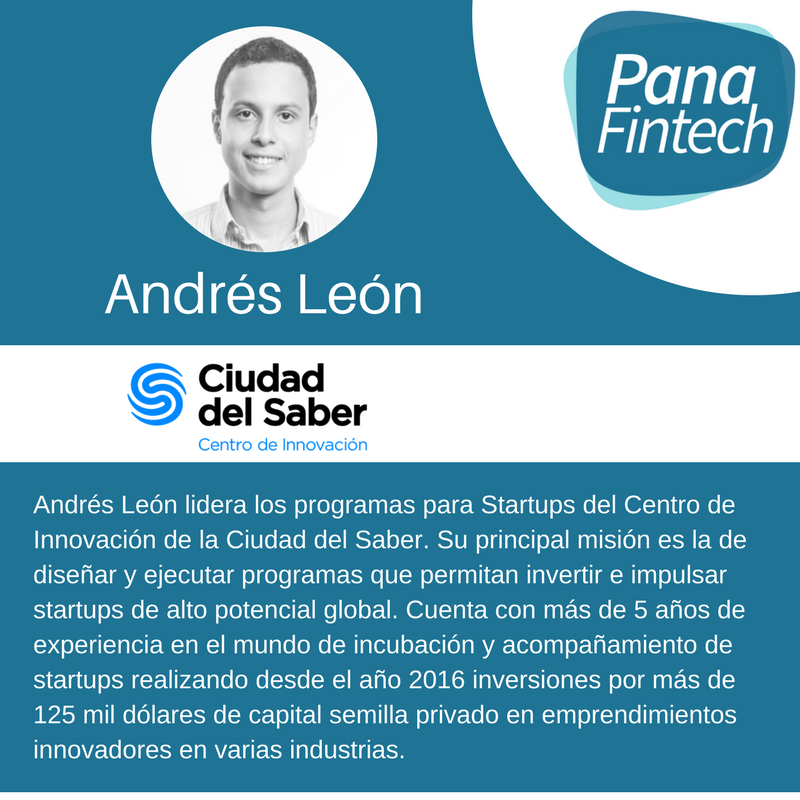 Pana
Fintech
Andrés León
Ciudad
del Saber
Centro de Innovación
Andrés León lidera los programas para Startups del Centro de
Innovación de la Ciudad del Saber. Su principal misión es la de
diseñar y ejecutar programas que permitan invertir e impulsar
startups de alto potencial global. Cuenta con más de 5 años de
experiencia en el mundo de incubación y acompañamiento de
startups realizando desde el año 2016 inversiones por más de
125 mil dólares de capital semilla privado en emprendimientos
innovadores en varias industrias.